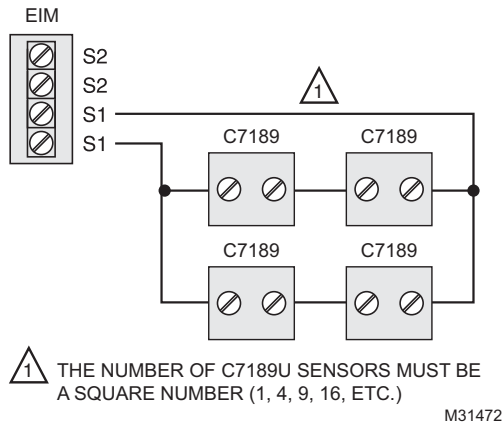 EIM
S2
S2
S1
S1
1
C7189
C7189
C7189
C7189
1 THE NUMBER OF C7189U SENSORS MUST BE
A SQUARE NUMBER (1, 4, 9, 16, ETC.)
M31472